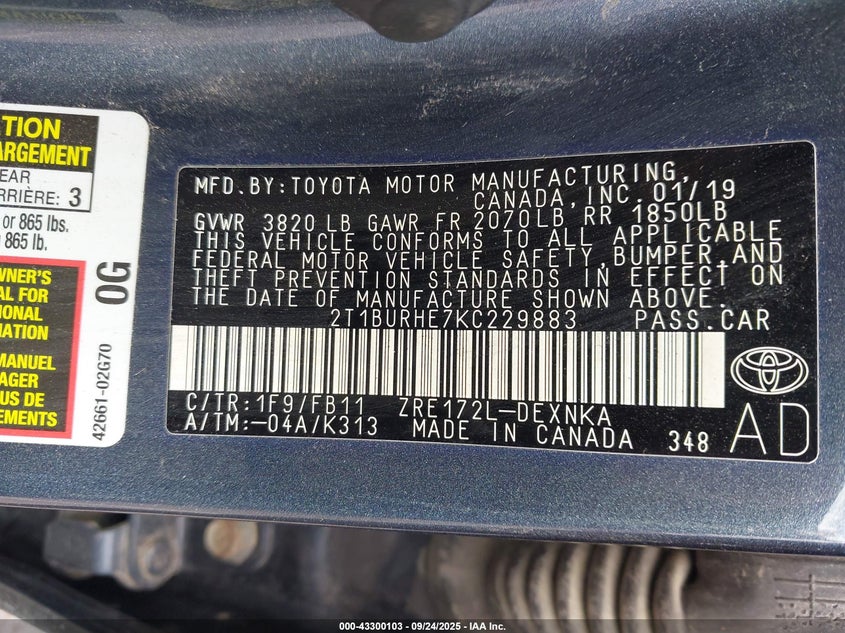 TION
ARGEMENT
EAR
RRIÈRE: 3
or 865 lbs.
865 lb.
WNER'S
AL FOR
IONAL
MATION
MANUEL
AGER
US DE
EMENTS
42661-02G70
0G
MFD.BY:TOYOTA MOTOR MANUFACTURING,
CANADA,INC. 01/19
GVWR 3820 LB GAWR FR 2070LB RR 1850LB
THIS VEHICLE CONFORMS TO ALL APPLICABLE
FEDERAL MOTOR VEHICLE SAFETY,BUMPER,AND
THEFT PREVENTION STANDARDS IN EFFECT ON
THE DATE OF MANUFACTURE SHOWN ABOVE.
2T1BURHE7KC229883 PASS.CAR
C/TR:1F9/FB11 ZRE172L-DEXNKA
A/TM:-04A/K313 MADE IN CANADA 348
AD
000-43300103 - 09/24/2025 - IAA Inc.